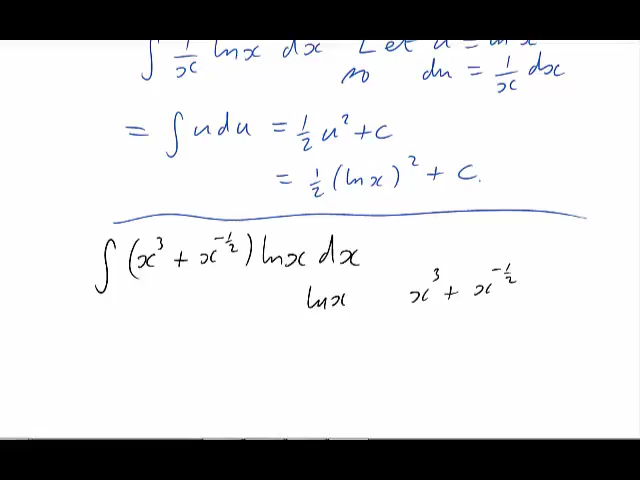 ∫ 1/x ln x dx Let u = ln x
so du = 1/x dx
= ∫ u du = 1/2 u² + C
= 1/2 (ln x)² + C.
∫ (x³ + x^(-1/2)) ln x dx
ln x x³ + x^(-1/2)